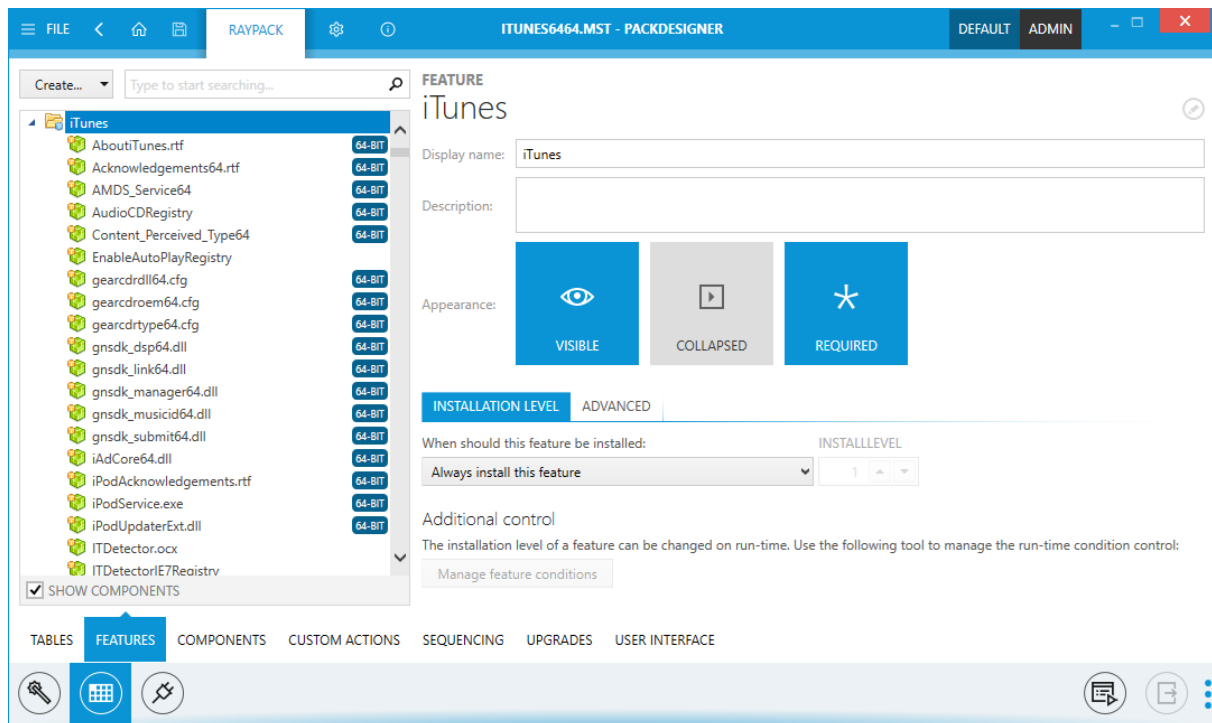 FILE RAYPACK ITUNES6464.MST - PACKDESIGNER DEFAULT ADMIN
Create... Type to start searching...
iTunes
AboutiTunes.rtf 64-BIT
Acknowledgements64.rtf 64-BIT
AMDS_Service64 64-BIT
AudioCDRegistry 64-BIT
Content_Perceived_Type64 64-BIT
EnableAutoPlayRegistry
gearcdrdll64.cfg 64-BIT
gearcdroem64.cfg 64-BIT
gearcdrtype64.cfg 64-BIT
gnsdk_dsp64.dll 64-BIT
gnsdk_link64.dll 64-BIT
gnsdk_manager64.dll 64-BIT
gnsdk_musicid64.dll 64-BIT
gnsdk_submit64.dll 64-BIT
iAdCore64.dll 64-BIT
iPodAcknowledgements.rtf 64-BIT
iPodService.exe 64-BIT
iPodUpdaterExt.dll 64-BIT
ITDetector.ocx
ITDetectorIE7Registry
SHOW COMPONENTS
FEATURE
iTunes
Display name: iTunes
Description:
Appearance:
VISIBLE COLLAPSED REQUIRED
INSTALLATION LEVEL ADVANCED
When should this feature be installed: INSTALLLEVEL
Always install this feature 1
Additional control
The installation level of a feature can be changed on run-time. Use the following tool to manage the run-time condition control:
Manage feature conditions
TABLES FEATURES COMPONENTS CUSTOM ACTIONS SEQUENCING UPGRADES USER INTERFACE